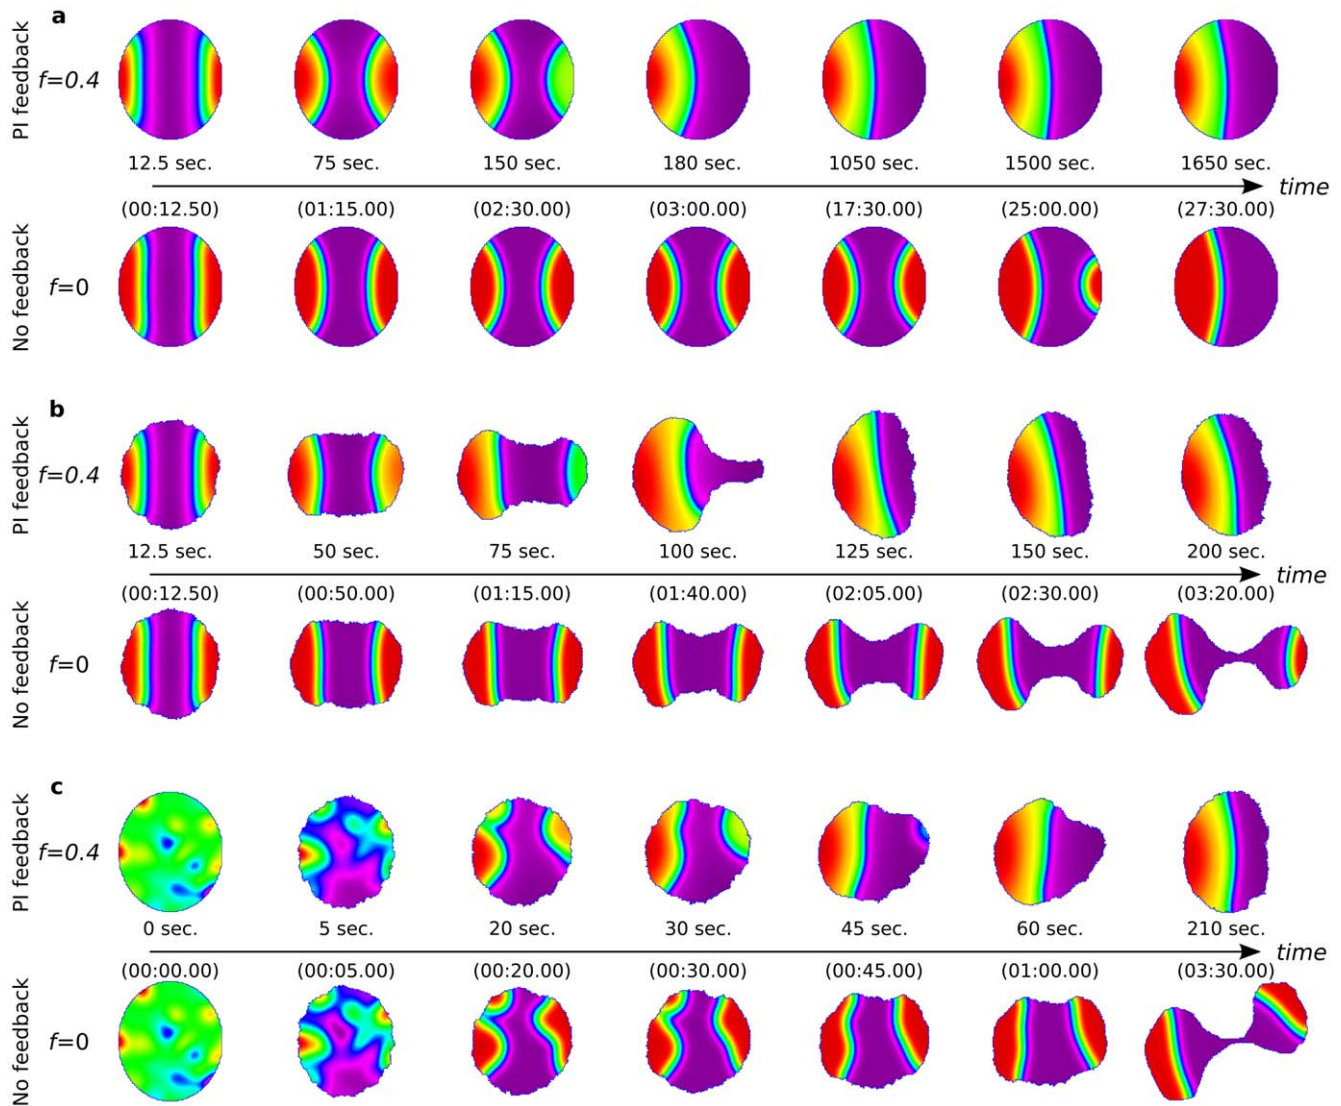 a
PI feedback
f=0.4
12.5 sec. 75 sec. 150 sec. 180 sec. 1050 sec. 1500 sec. 1650 sec.
time
(00:12.50) (01:15.00) (02:30.00) (03:00.00) (17:30.00) (25:00.00) (27:30.00)
No feedback
f=0
b
PI feedback
f=0.4
12.5 sec. 50 sec. 75 sec. 100 sec. 125 sec. 150 sec. 200 sec.
time
(00:12.50) (00:50.00) (01:15.00) (01:40.00) (02:05.00) (02:30.00) (03:20.00)
No feedback
f=0
c
PI feedback
f=0.4
0 sec. 5 sec. 20 sec. 30 sec. 45 sec. 60 sec. 210 sec.
time
(00:00.00) (00:05.00) (00:20.00) (00:30.00) (00:45.00) (01:00.00) (03:30.00)
No feedback
f=0